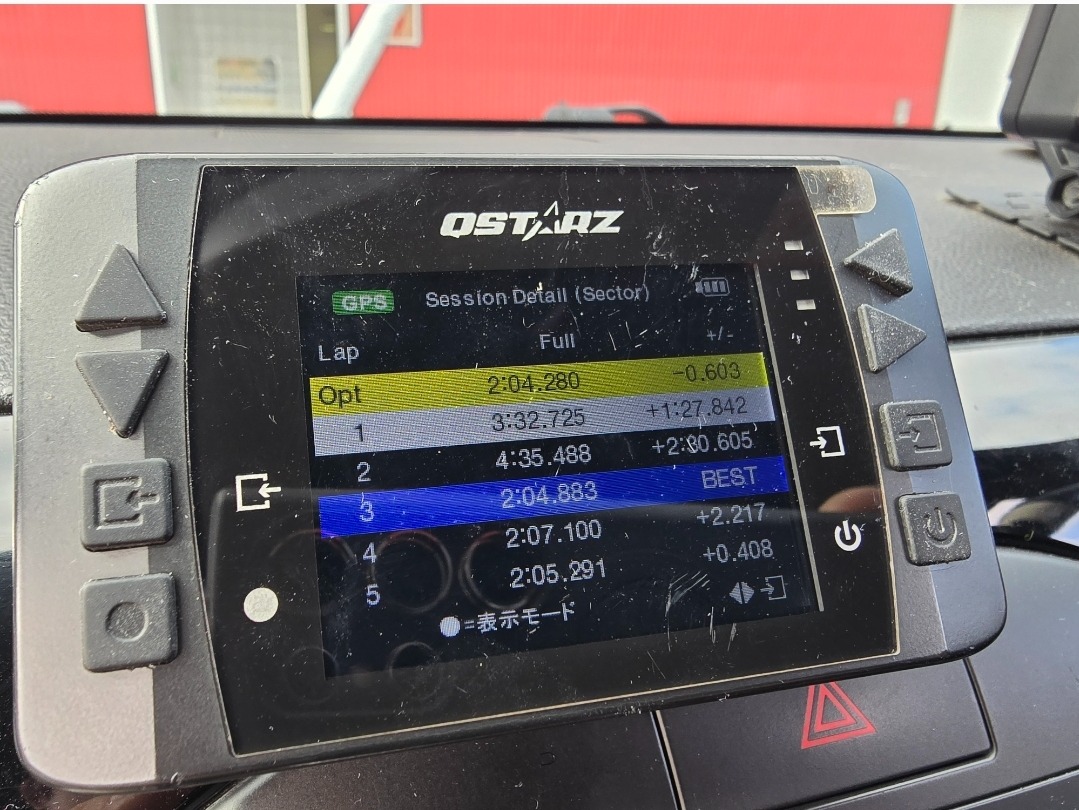 QSTARZ
GPS Session Detail (Sector)
Lap Full +/-
Opt 2:04.280 -0.603
1 3:32.725 +1:27.842
2 4:35.488 +2:30.605
3 2:04.883 BEST
4 2:07.100 +2.217
5 2:05.291 +0.408
●=表示モード